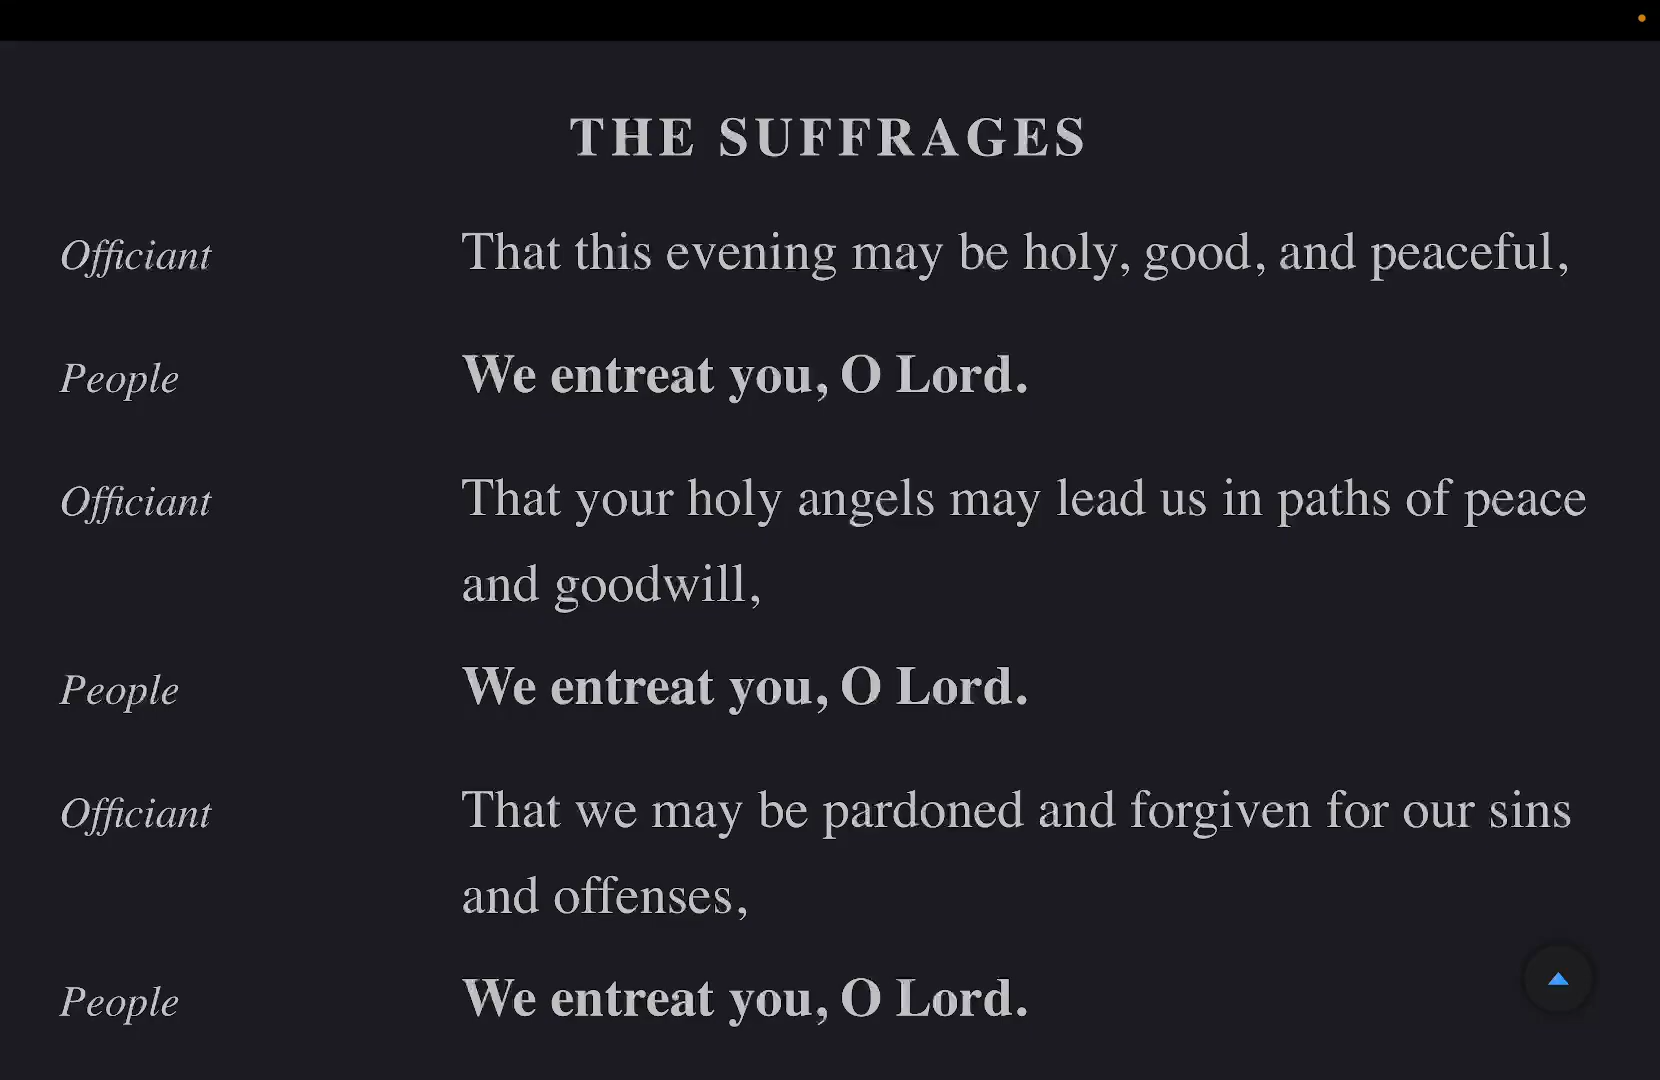 THE SUFFRAGES
Officiant That this evening may be holy, good, and peaceful,
People We entreat you, O Lord.
Officiant That your holy angels may lead us in paths of peace
and goodwill,
People We entreat you, O Lord.
Officiant That we may be pardoned and forgiven for our sins
and offenses,
People We entreat you, O Lord.